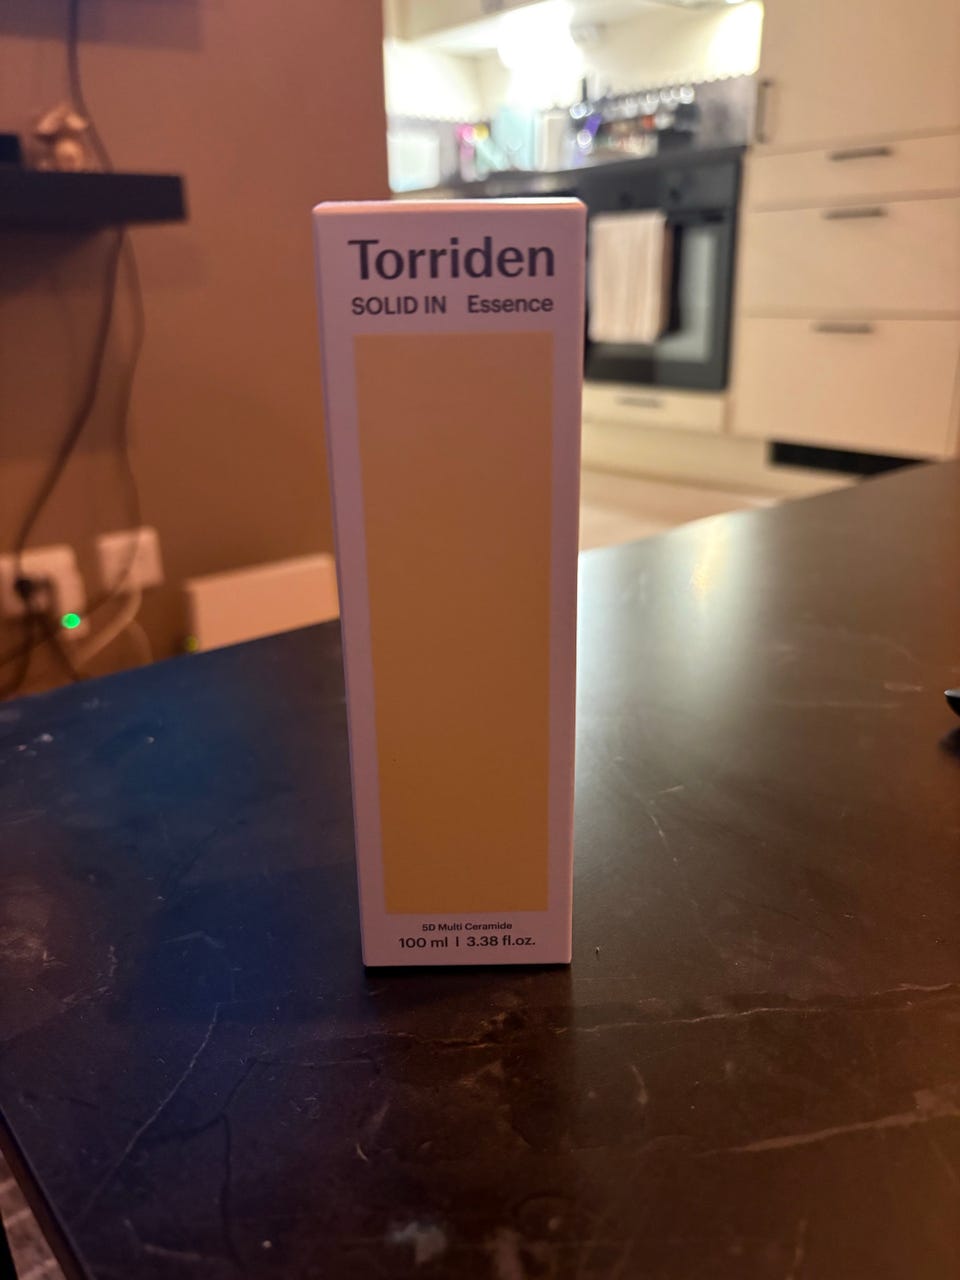 Torriden
SOLID IN Essence
5D Multi Ceramide
100 ml | 3.38 fl.oz.